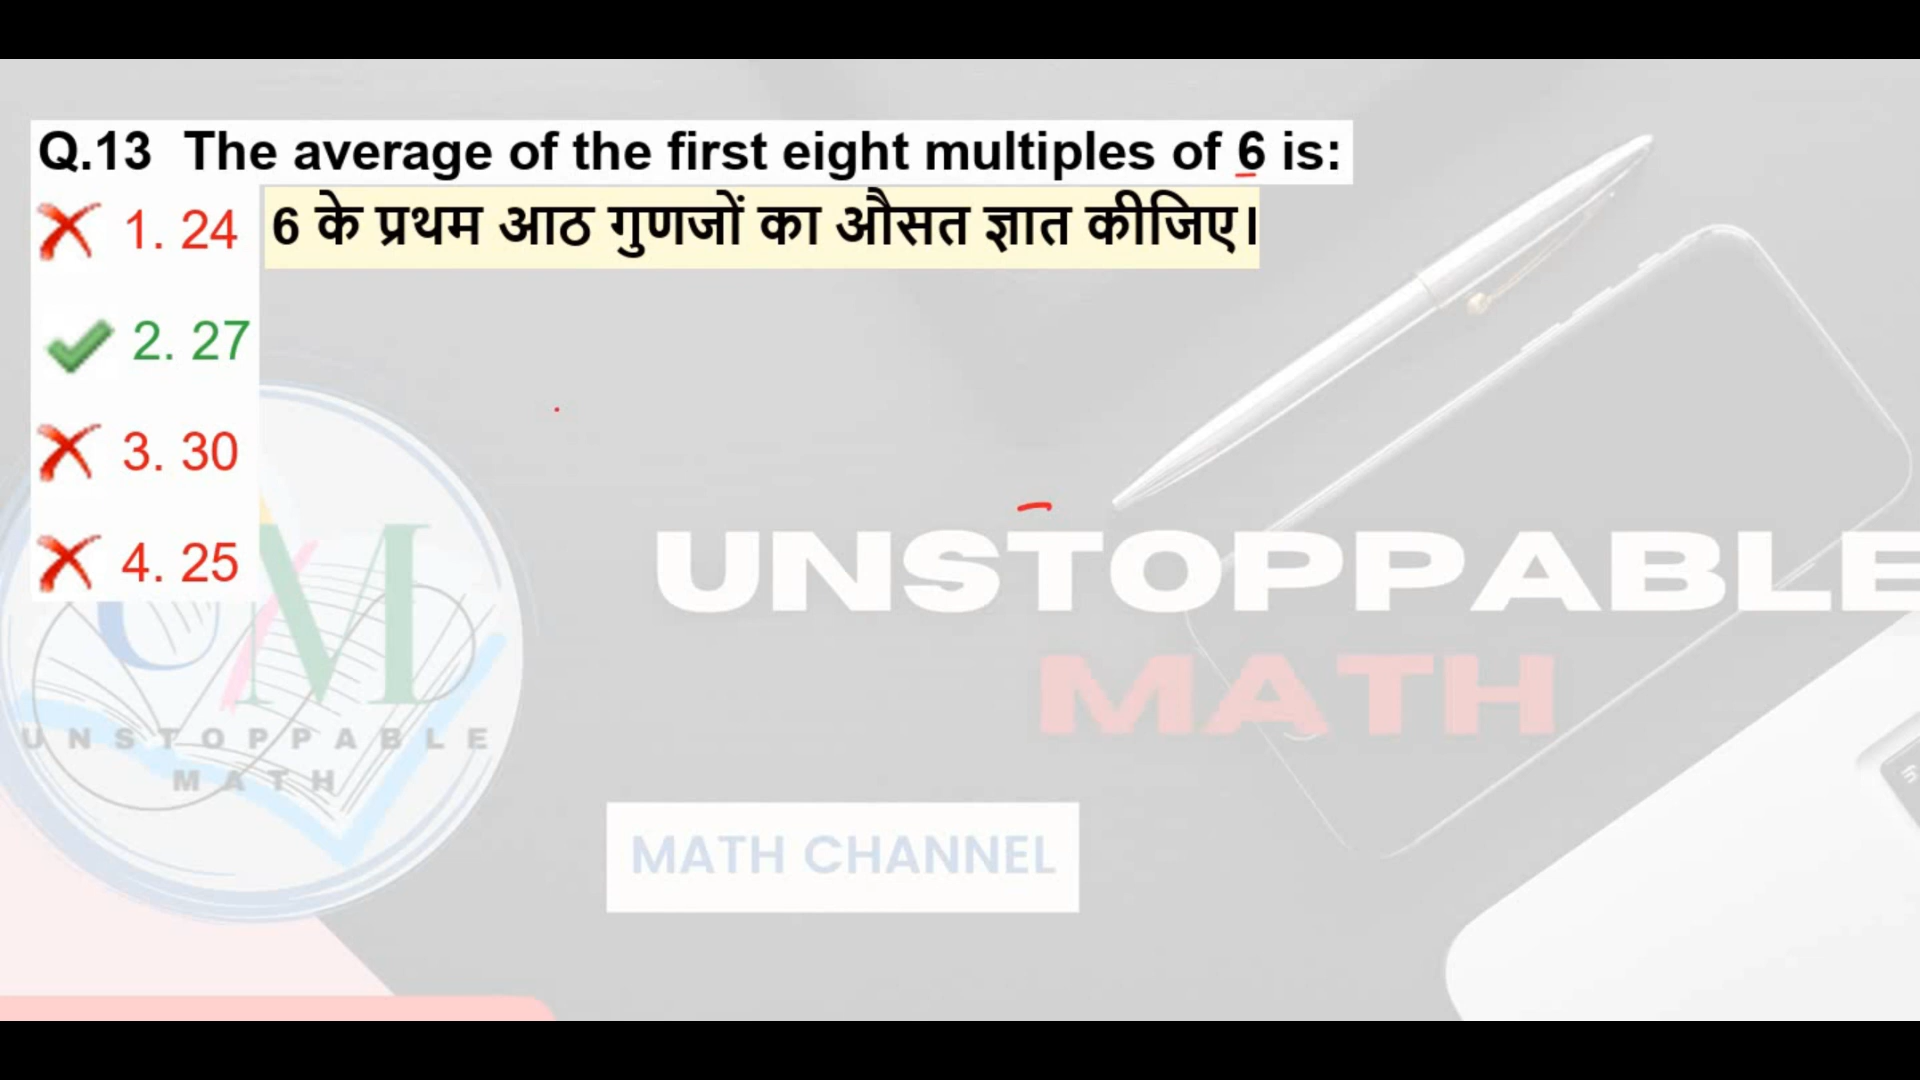 Q.13 The average of the first eight multiples of 6 is:
6 के प्रथम आठ गुणजों का औसत ज्ञात कीजिए।
1. 24
2. 27
3. 30
4. 25
UM
UNSTOPPABLE
MATH
UNSTOPPABLE
MATH
MATH CHANNEL